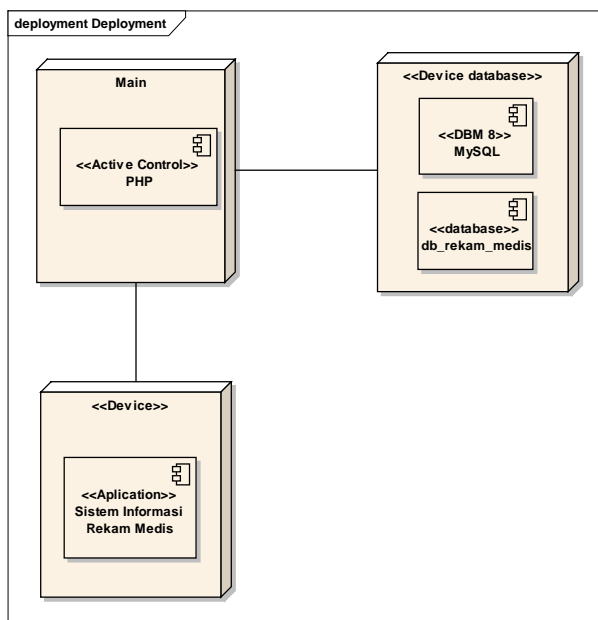 deployment Deployment
Main
<<Active Control>>
PHP
<<Device database>>
<<DBM 8>>
MySQL
<<database>>
db_rekam_medis
<<Device>>
<<Aplication>>
Sistem Informasi
Rekam Medis